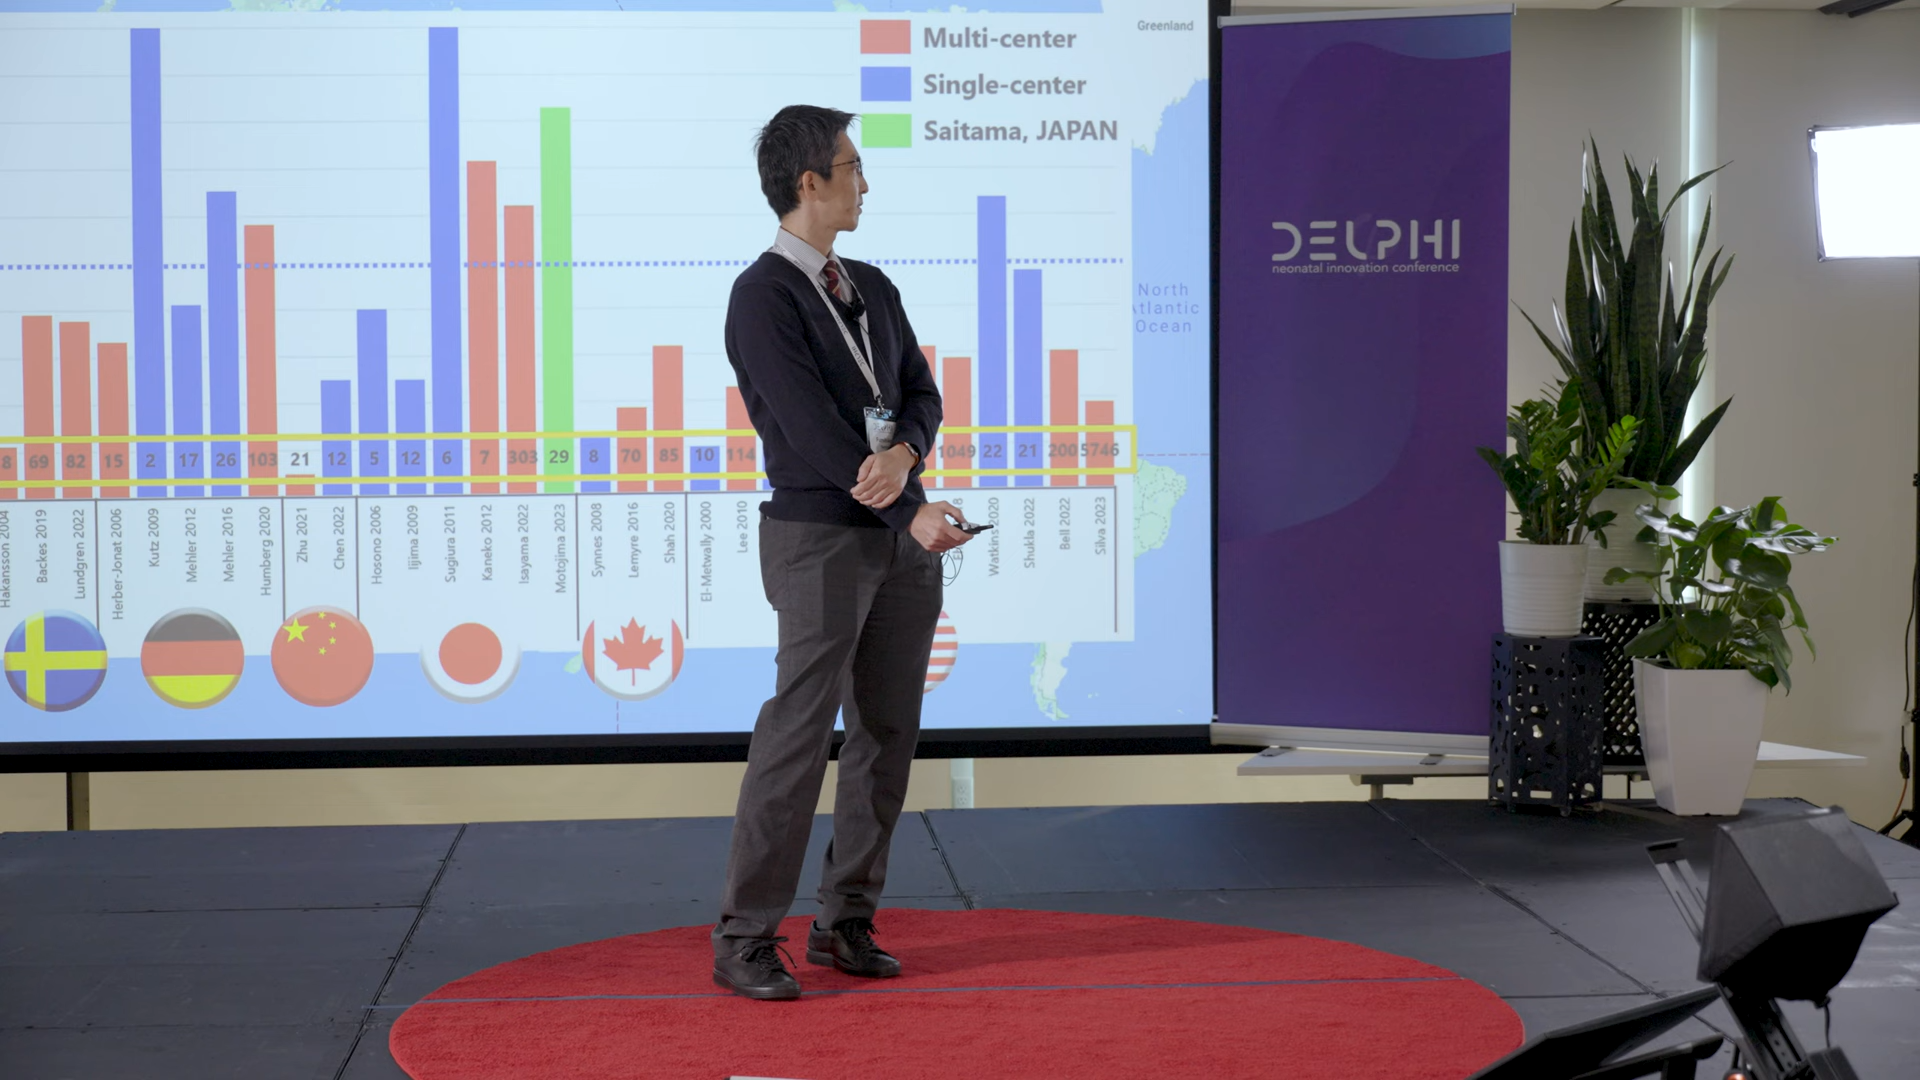 Greenland
Multi-center
Single-center
Saitama, JAPAN
DELPHI
neonatal innovation conference
North
Atlantic
Ocean
8 69 82 15 2 17 26 103 21 12 5 12 6 7 303 29 8 70 85 10 114 1049 22 21 200 5746
Hakansson 2004
Backes 2019
Lundgren 2022
Herber-Jonat 2006
Kutz 2009
Mehler 2012
Mehler 2016
Humberg 2020
Zhu 2021
Chen 2022
Hosono 2006
Iijima 2009
Sugiura 2011
Kaneko 2012
Isayama 2022
Motojima 2023
Synnes 2008
Lemyre 2016
Shah 2020
El-Metwally 2000
Lee 2010
Watkins 2020
Shukla 2022
Bell 2022
Silva 2023